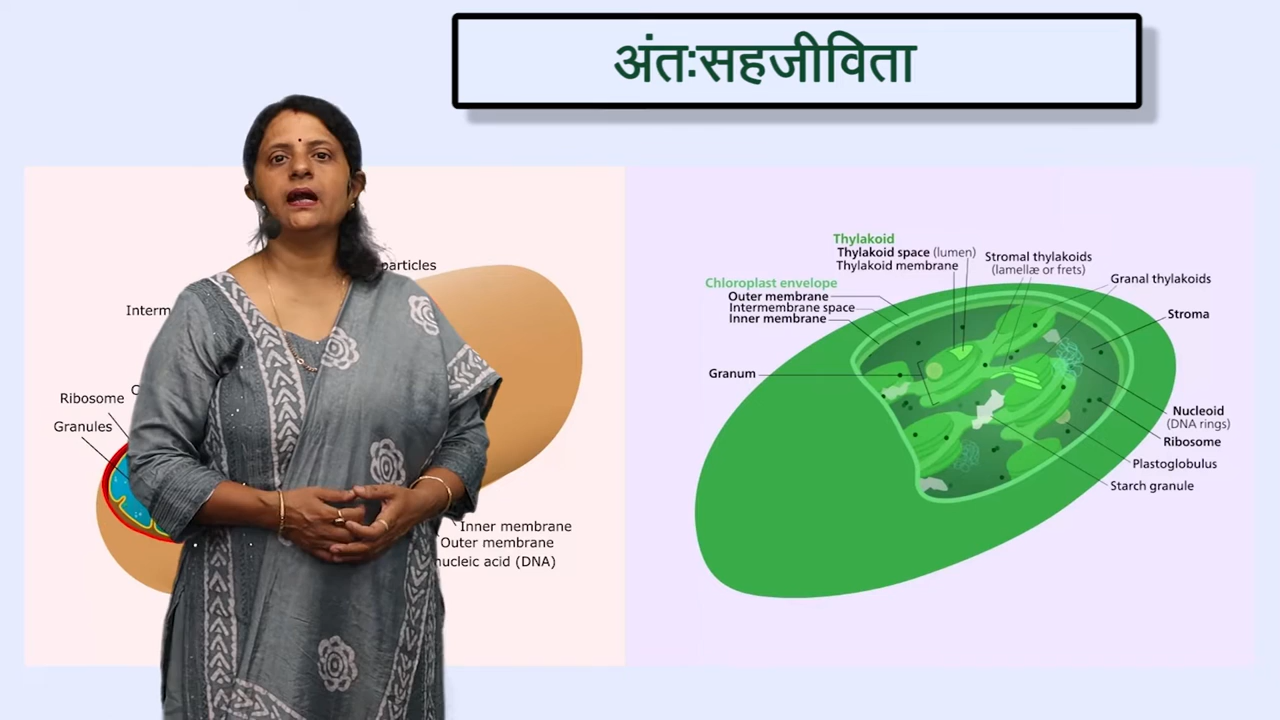 अंतःसहजीविता
particles
Ribosome
Granules
Inner membrane
Outer membrane
nucleic acid (DNA)
Thylakoid
Thylakoid space (lumen)
Thylakoid membrane
Stromal thylakoids
(lamellæ or frets)
Granal thylakoids
Chloroplast envelope
Outer membrane
Intermembrane space
Inner membrane
Stroma
Granum
Nucleoid
(DNA rings)
Ribosome
Plastoglobulus
Starch granule